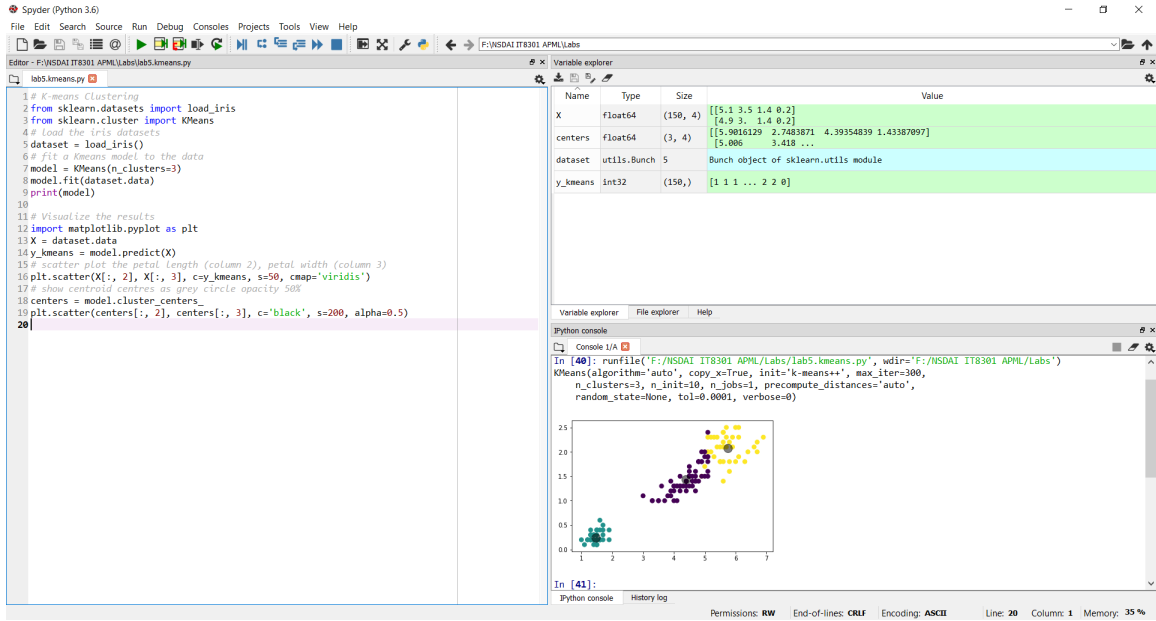 Spyder (Python 3.6)
File Edit Search Source Run Debug Consoles Projects Tools View Help
F:\NSDAI IT8301 APML\Labs
Editor - F:\NSDAI IT8301 APML\Labs\lab5.kmeans.py
lab5.kmeans.py
1 # K-means Clustering
2 from sklearn.datasets import load_iris
3 from sklearn.cluster import KMeans
4 # load the iris datasets
5 dataset = load_iris()
6 # fit a Kmeans model to the data
7 model = KMeans(n_clusters=3)
8 model.fit(dataset.data)
9 print(model)
10
11 # Visualize the results
12 import matplotlib.pyplot as plt
13 X = dataset.data
14 y_kmeans = model.predict(X)
15 # scatter plot the petal length (column 2), petal width (column 3)
16 plt.scatter(X[:, 2], X[:, 3], c=y_kmeans, s=50, cmap='viridis')
17 # show centroid centres as grey circle opacity 50%
18 centers = model.cluster_centers_
19 plt.scatter(centers[:, 2], centers[:, 3], c='black', s=200, alpha=0.5)
20
Variable explorer
Name Type Size Value
X float64 (150, 4) [[5.1 3.5 1.4 0.2]
[4.9 3. 1.4 0.2]
centers float64 (3, 4) [[5.9016129 2.7483871 4.39354839 1.43387097]
[5.006 3.418 ...
dataset utils.Bunch 5 Bunch object of sklearn.utils module
y_kmeans int32 (150,) [1 1 1 ... 2 2 0]
Variable explorer File explorer Help
IPython console
Console 1/A
In [40]: runfile('F:/NSDAI IT8301 APML/Labs/lab5.kmeans.py', wdir='F:/NSDAI IT8301 APML/Labs')
KMeans(algorithm='auto', copy_x=True, init='k-means++', max_iter=300,
n_clusters=3, n_init=10, n_jobs=1, precompute_distances='auto',
random_state=None, tol=0.0001, verbose=0)
2.5
2.0
1.5
1.0
0.5
0.0
1 2 3 4 5 6 7
In [41]:
IPython console History log
Permissions: RW End-of-lines: CRLF Encoding: ASCII Line: 20 Column: 1 Memory: 35 %